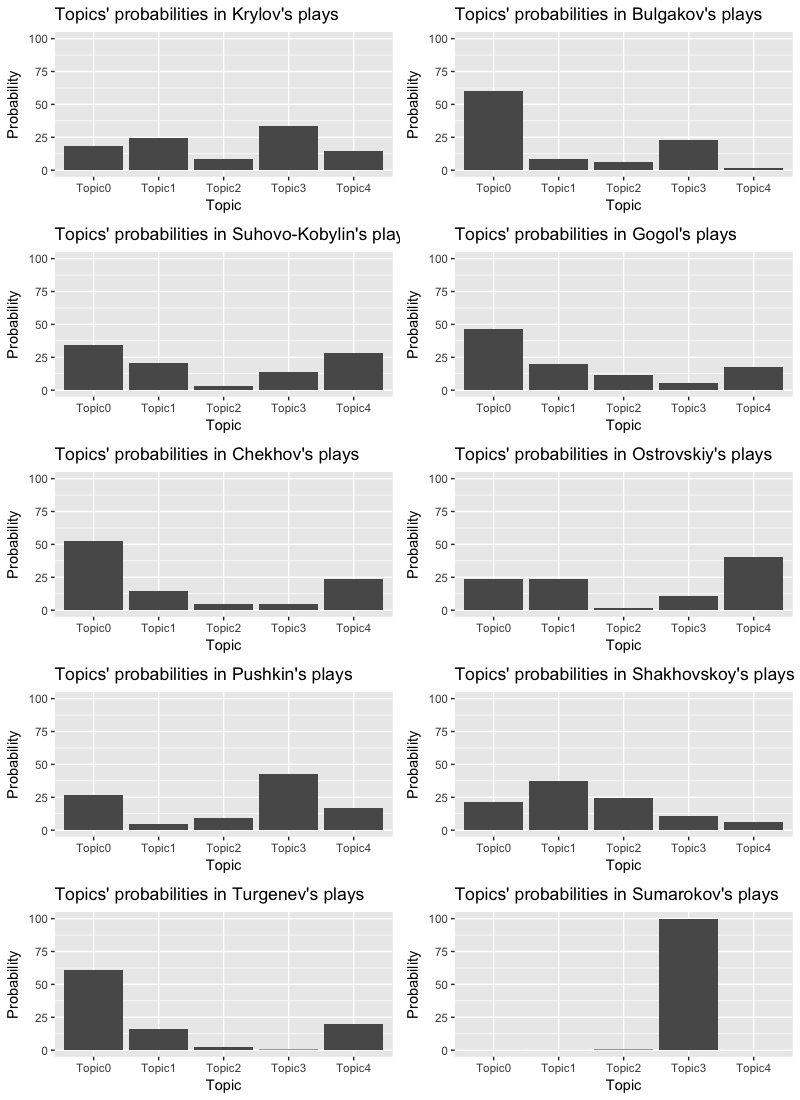 Topics' probabilities in Krylov's plays
100
75
50
25
0
Probability
Topic0 Topic1 Topic2 Topic3 Topic4
Topic
Topics' probabilities in Bulgakov's plays
100
75
50
25
0
Probability
Topic0 Topic1 Topic2 Topic3 Topic4
Topic
Topics' probabilities in Suhovo-Kobylin's play
100
75
50
25
0
Probability
Topic0 Topic1 Topic2 Topic3 Topic4
Topic
Topics' probabilities in Gogol's plays
100
75
50
25
0
Probability
Topic0 Topic1 Topic2 Topic3 Topic4
Topic
Topics' probabilities in Chekhov's plays
100
75
50
25
0
Probability
Topic0 Topic1 Topic2 Topic3 Topic4
Topic
Topics' probabilities in Ostrovskiy's plays
100
75
50
25
0
Probability
Topic0 Topic1 Topic2 Topic3 Topic4
Topic
Topics' probabilities in Pushkin's plays
100
75
50
25
0
Probability
Topic0 Topic1 Topic2 Topic3 Topic4
Topic
Topics' probabilities in Shakhovskoy's plays
100
75
50
25
0
Probability
Topic0 Topic1 Topic2 Topic3 Topic4
Topic
Topics' probabilities in Turgenev's plays
100
75
50
25
0
Probability
Topic0 Topic1 Topic2 Topic3 Topic4
Topic
Topics' probabilities in Sumarokov's plays
100
75
50
25
0
Probability
Topic0 Topic1 Topic2 Topic3 Topic4
Topic